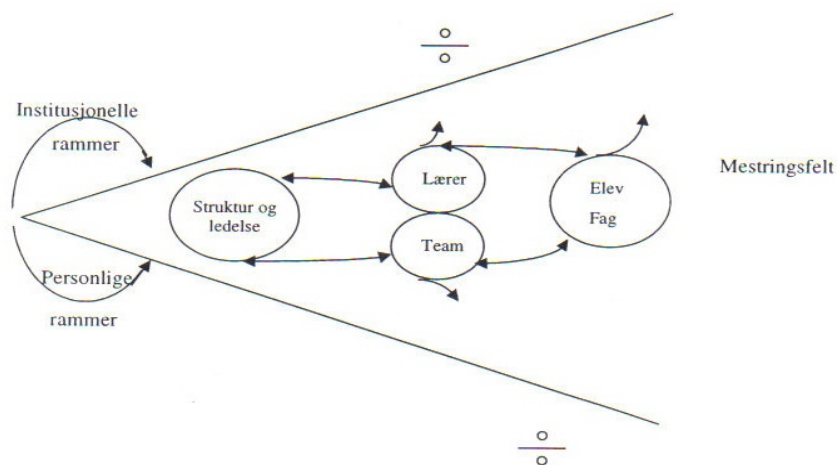 Institusjonelle
rammer
Struktur og
ledelse
Lærer
Team
Elev
Fag
Mestringsfelt
Personlige
rammer